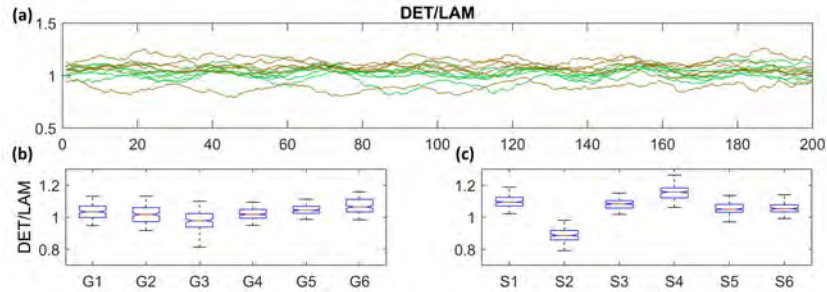 (a) DET/LAM
1.5
1
0.5
0 20 40 60 80 100 120 140 160 180 200
(b) (c)
DET/LAM
1.2 1.2
1 1
0.8 0.8
G1 G2 G3 G4 G5 G6 S1 S2 S3 S4 S5 S6